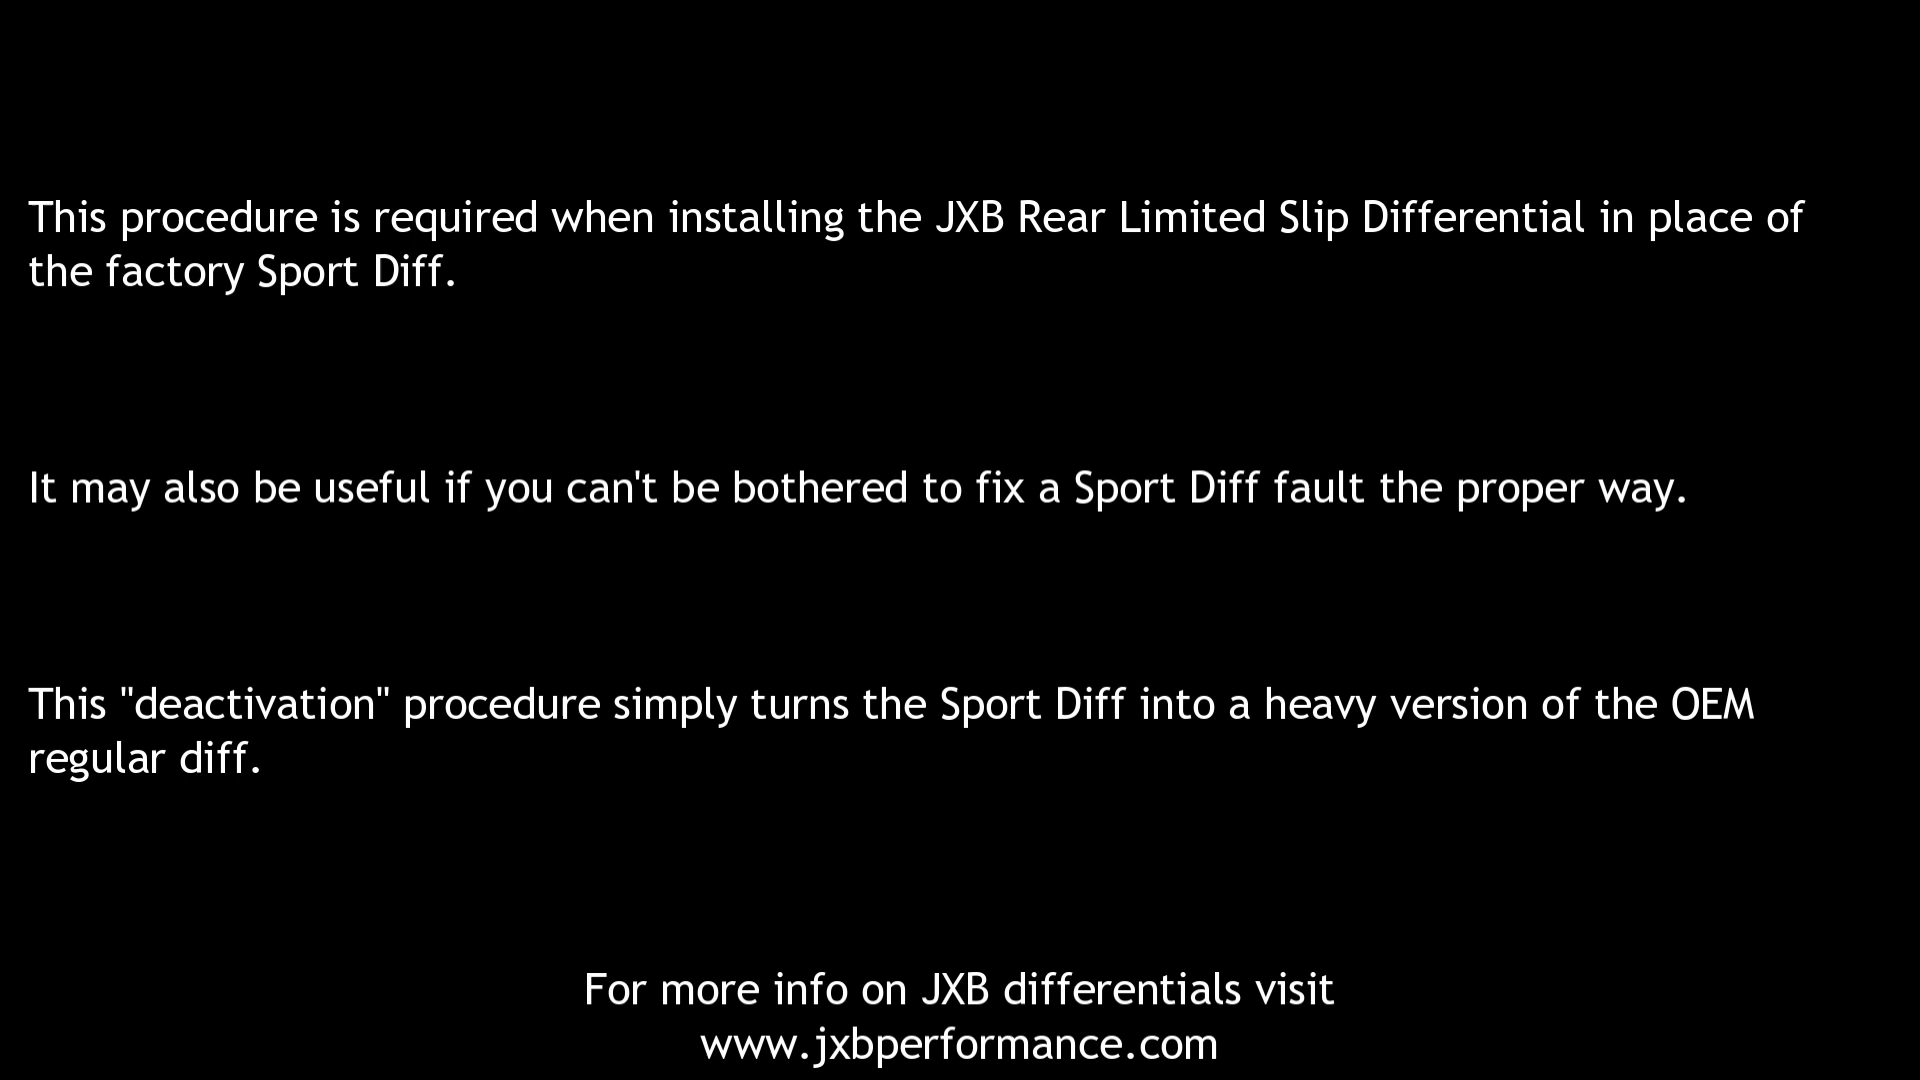 This procedure is required when installing the JXB Rear Limited Slip Differential in place of
the factory Sport Diff.
It may also be useful if you can't be bothered to fix a Sport Diff fault the proper way.
This "deactivation" procedure simply turns the Sport Diff into a heavy version of the OEM
regular diff.
For more info on JXB differentials visit
www.jxbperformance.com